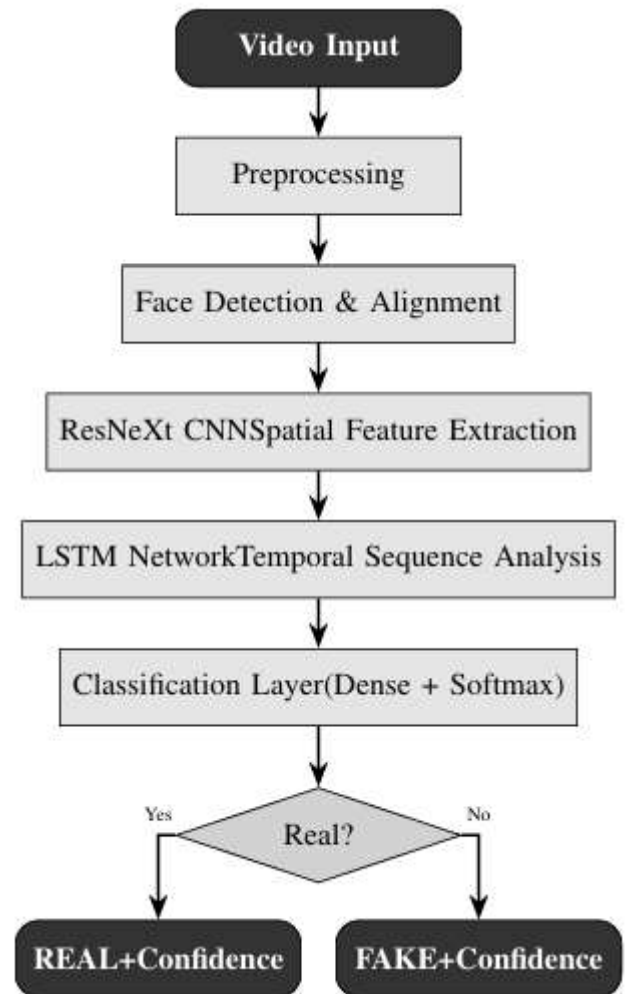 Video Input
Preprocessing
Face Detection & Alignment
ResNeXt CNNSpatial Feature Extraction
LSTM NetworkTemporal Sequence Analysis
Classification Layer(Dense + Softmax)
Real?
Yes
No
REAL+Confidence
FAKE+Confidence